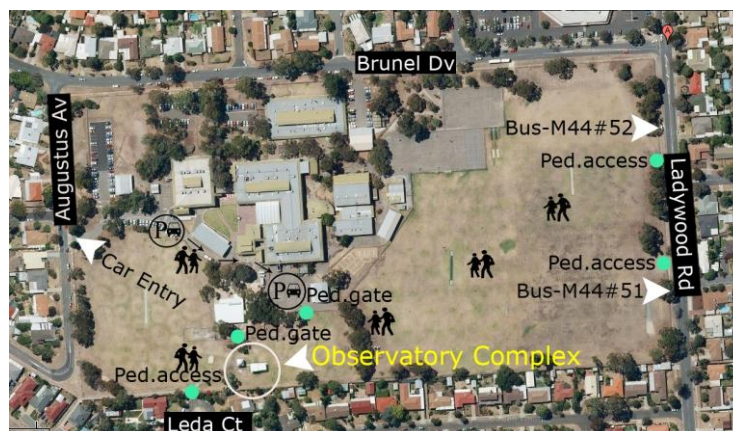 Brunel Dv
A
Augustus Av
Bus-M44#52
Ped.access
Ladywood Rd
P
Car Entry
Ped.access
P
Ped.gate
Bus-M44#51
Ped.gate
Observatory Complex
Ped.access
Leda Ct